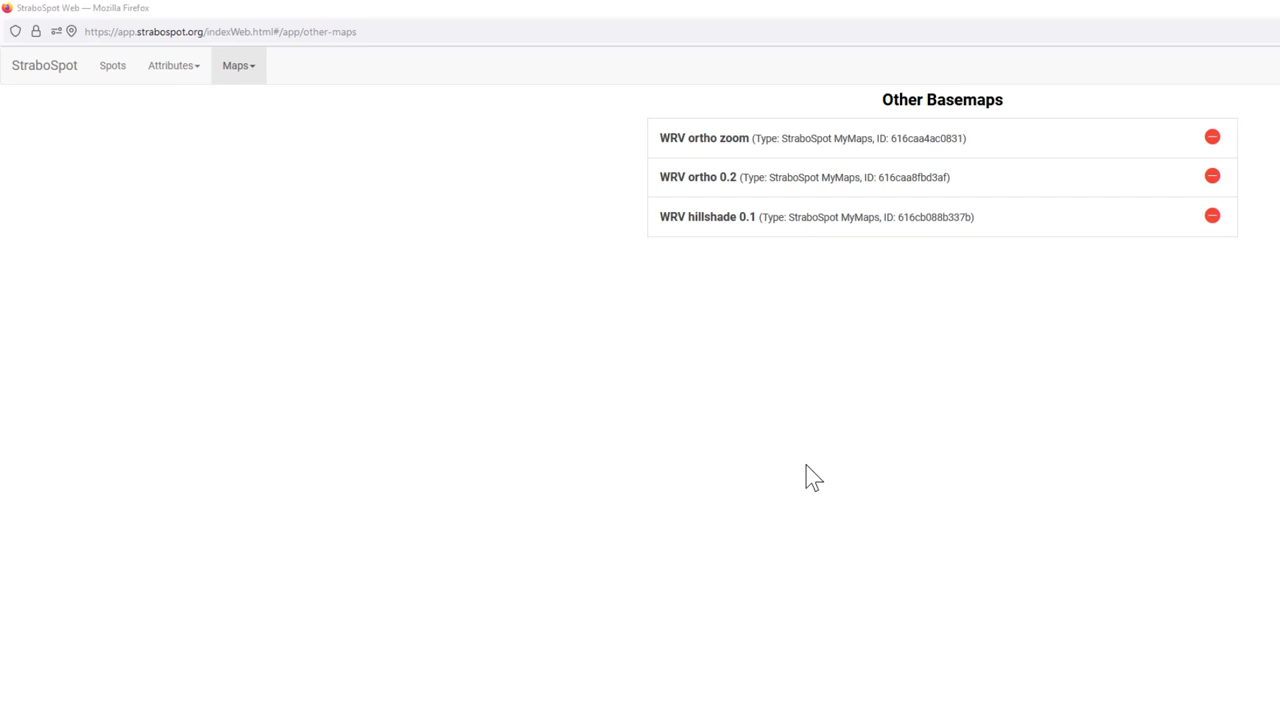 StraboSpot Web — Mozilla Firefox
https://app.strabospot.org/indexWeb.html#/app/other-maps
StraboSpot Spots Attributes Maps
Other Basemaps
WRV ortho zoom (Type: StraboSpot MyMaps, ID: 616caa4ac0831)
WRV ortho 0.2 (Type: StraboSpot MyMaps, ID: 616caa8fbd3af)
WRV hillshade 0.1 (Type: StraboSpot MyMaps, ID: 616cb088b337b)